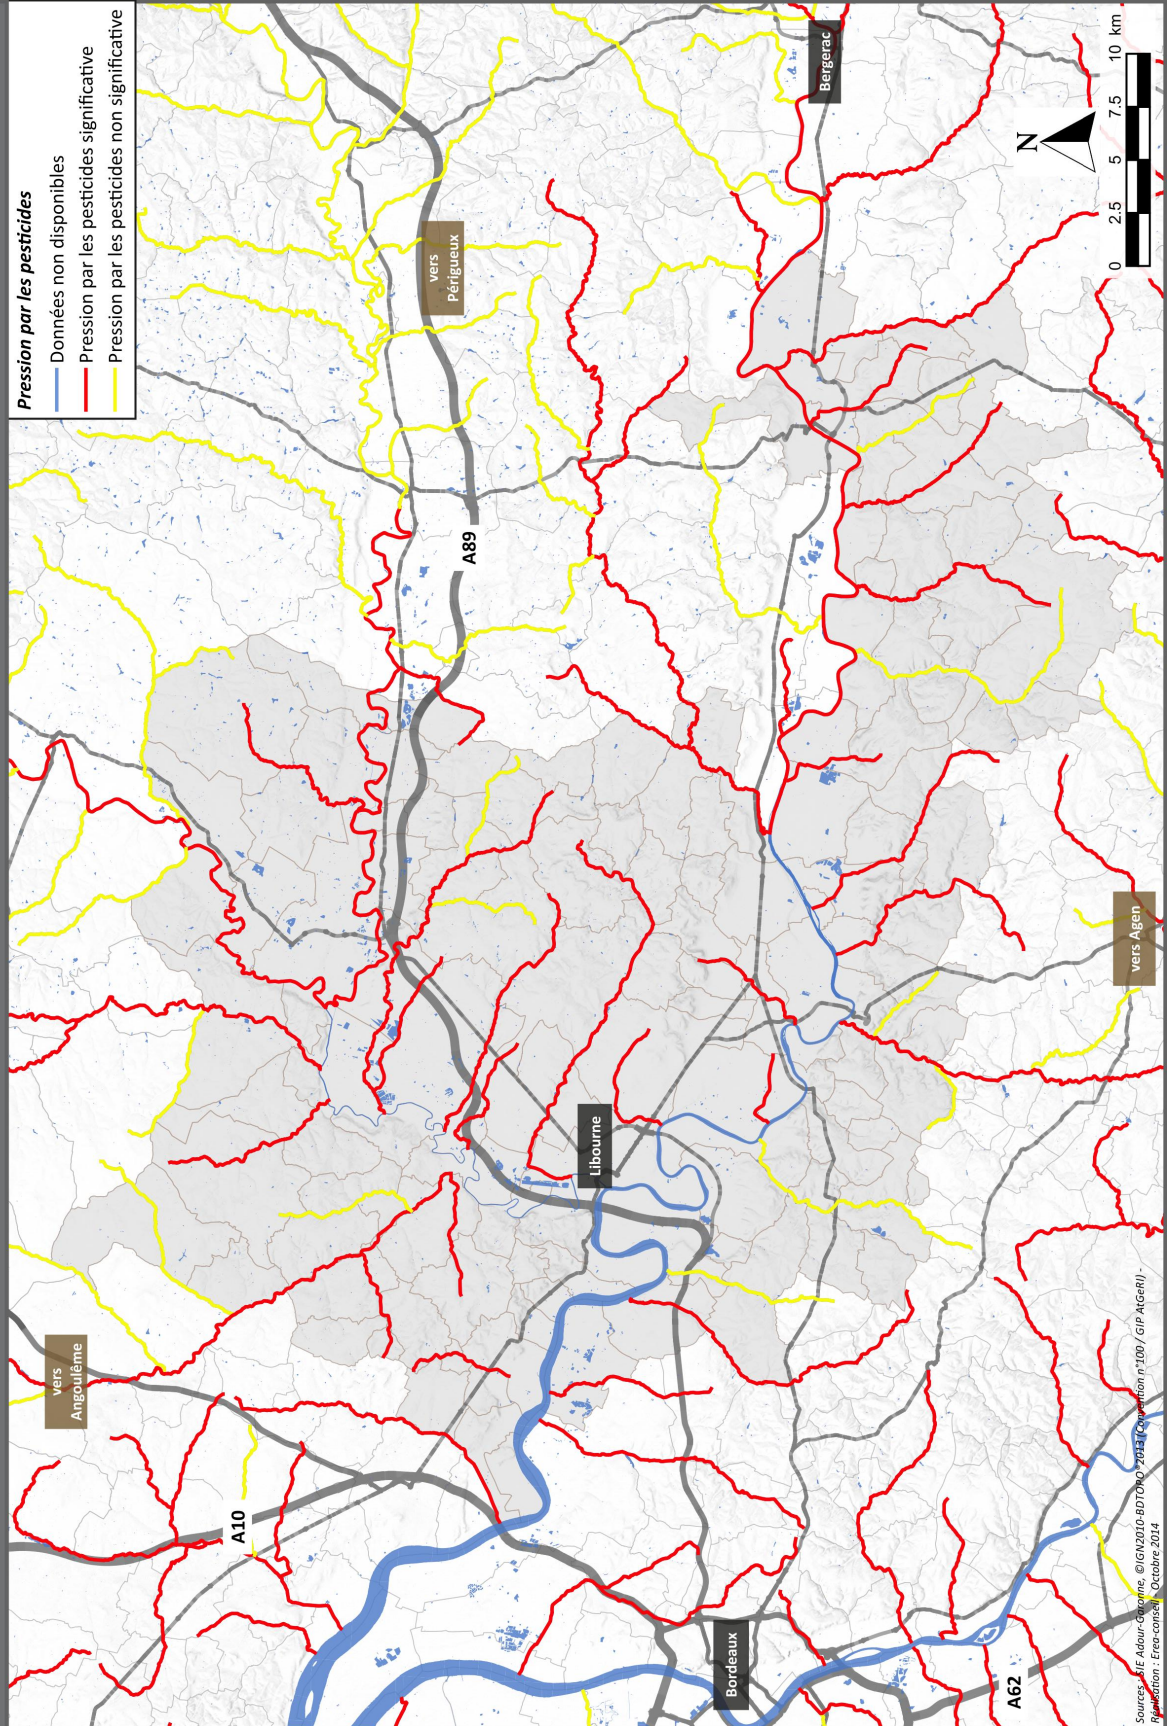 Pression par les pesticides
Données non disponibles
Pression par les pesticides significative
Pression par les pesticides non significative
vers
Angoulême
A10
Bordeaux
A62
Libourne
A89
vers
Périgueux
vers Agen
Bergerac
N
0 2.5 5 7.5 10 km
Sources : SIE Adour-Garonne, ©IGN2010-BDTOPO®2013 (Convention n°100 / GIP AtGeRi) -
Réalisation : Erea-conseil - Octobre 2014